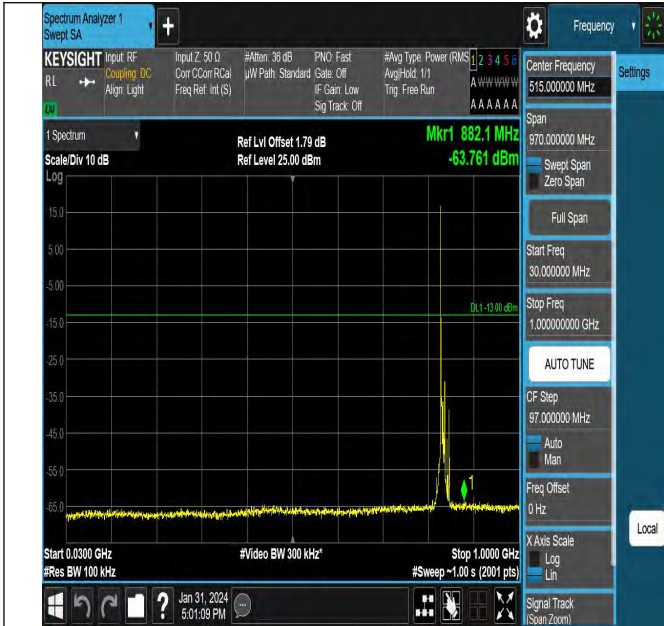 Spectrum Analyzer 1
Swept SA
Frequency
KEYSIGHT
RL
Input: RF
Coupling: DC
Align: Light
Input Z: 50 Ω
Corr CCorr RCal
Freq Ref: Int (S)
#Atten: 36 dB
µW Path: Standard
PNO: Fast
Gate: Off
IF Gain: Low
Sig Track: Off
#Avg Type: Power (RMS
Avg|Hold: 1/1
Trig: Free Run
1 2 3 4 5 6
A W W W W W
A A A A A A
1 Spectrum
Scale/Div 10 dB
Log
Ref Lvl Offset 1.79 dB
Ref Level 25.00 dBm
Mkr1 882.1 MHz
-63.761 dBm
15.0
5.00
-5.00
-15.0
-25.0
-35.0
-45.0
-55.0
-65.0
DL1 -13.00 dBm
1
Start 0.0300 GHz
#Res BW 100 kHz
#Video BW 300 kHz*
Stop 1.0000 GHz
#Sweep ~1.00 s (2001 pts)
Jan 31, 2024
5:01:09 PM
Center Frequency
515.000000 MHz
Settings
Span
970.000000 MHz
Swept Span
Zero Span
Full Span
Start Freq
30.000000 MHz
Stop Freq
1.000000000 GHz
AUTO TUNE
CF Step
97.000000 MHz
Auto
Man
Freq Offset
0 Hz
X Axis Scale
Log
Lin
Local
Signal Track
(Span Zoom)